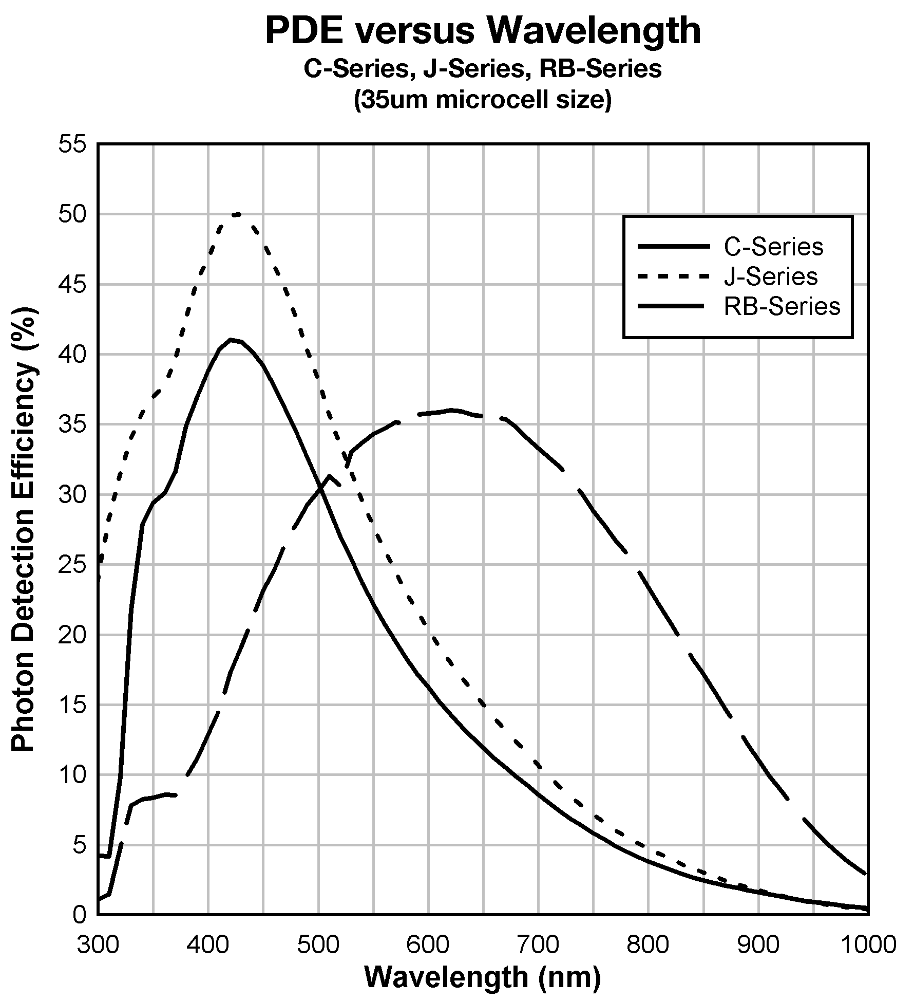 PDE versus Wavelength
C-Series, J-Series, RB-Series
(35um microcell size)
55
50
45
40
35
30
25
20
15
10
5
0
Photon Detection Efficiency (%)
C-Series
J-Series
RB-Series
300 400 500 600 700 800 900 1000
Wavelength (nm)